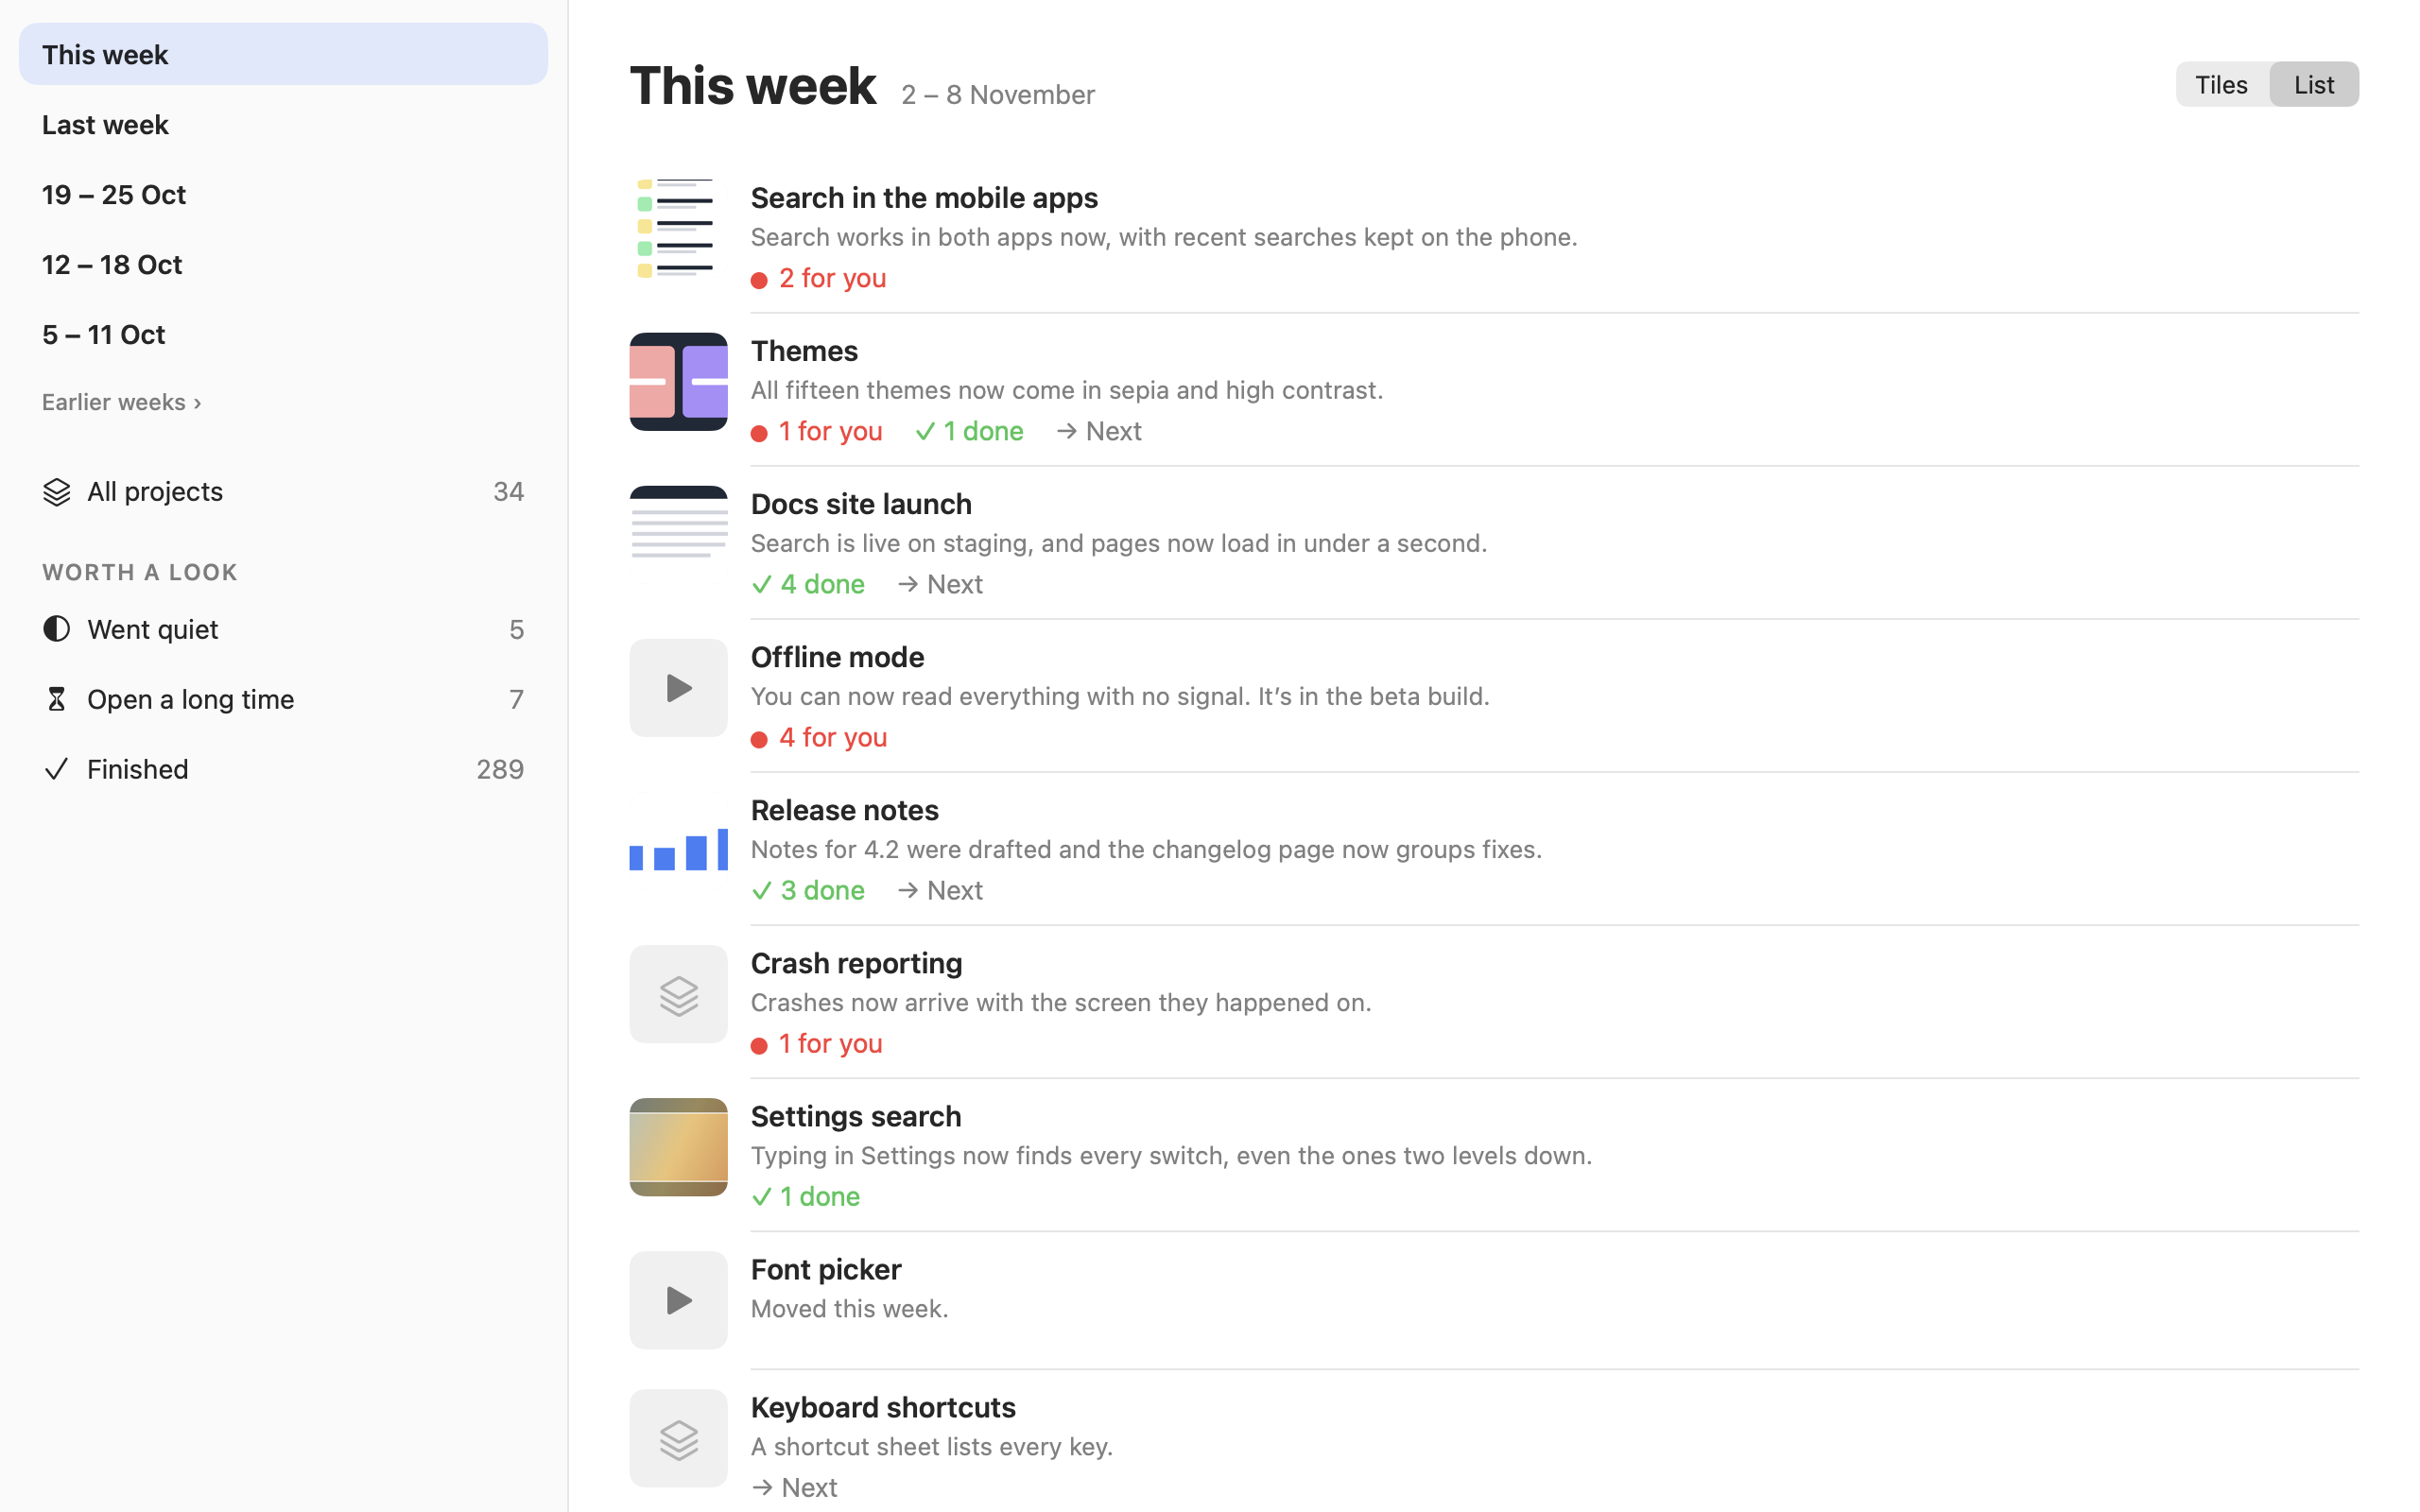 This week
Last week
19 – 25 Oct
12 – 18 Oct
5 – 11 Oct
Earlier weeks ›
All projects 34
WORTH A LOOK
Went quiet 5
Open a long time 7
Finished 289
This week 2 – 8 November
Tiles List
Search in the mobile apps
Search works in both apps now, with recent searches kept on the phone.
2 for you
Themes
All fifteen themes now come in sepia and high contrast.
1 for you ✓ 1 done → Next
Docs site launch
Search is live on staging, and pages now load in under a second.
✓ 4 done → Next
Offline mode
You can now read everything with no signal. It’s in the beta build.
4 for you
Release notes
Notes for 4.2 were drafted and the changelog page now groups fixes.
✓ 3 done → Next
Crash reporting
Crashes now arrive with the screen they happened on.
1 for you
Settings search
Typing in Settings now finds every switch, even the ones two levels down.
✓ 1 done
Font picker
Moved this week.
Keyboard shortcuts
A shortcut sheet lists every key.
→ Next